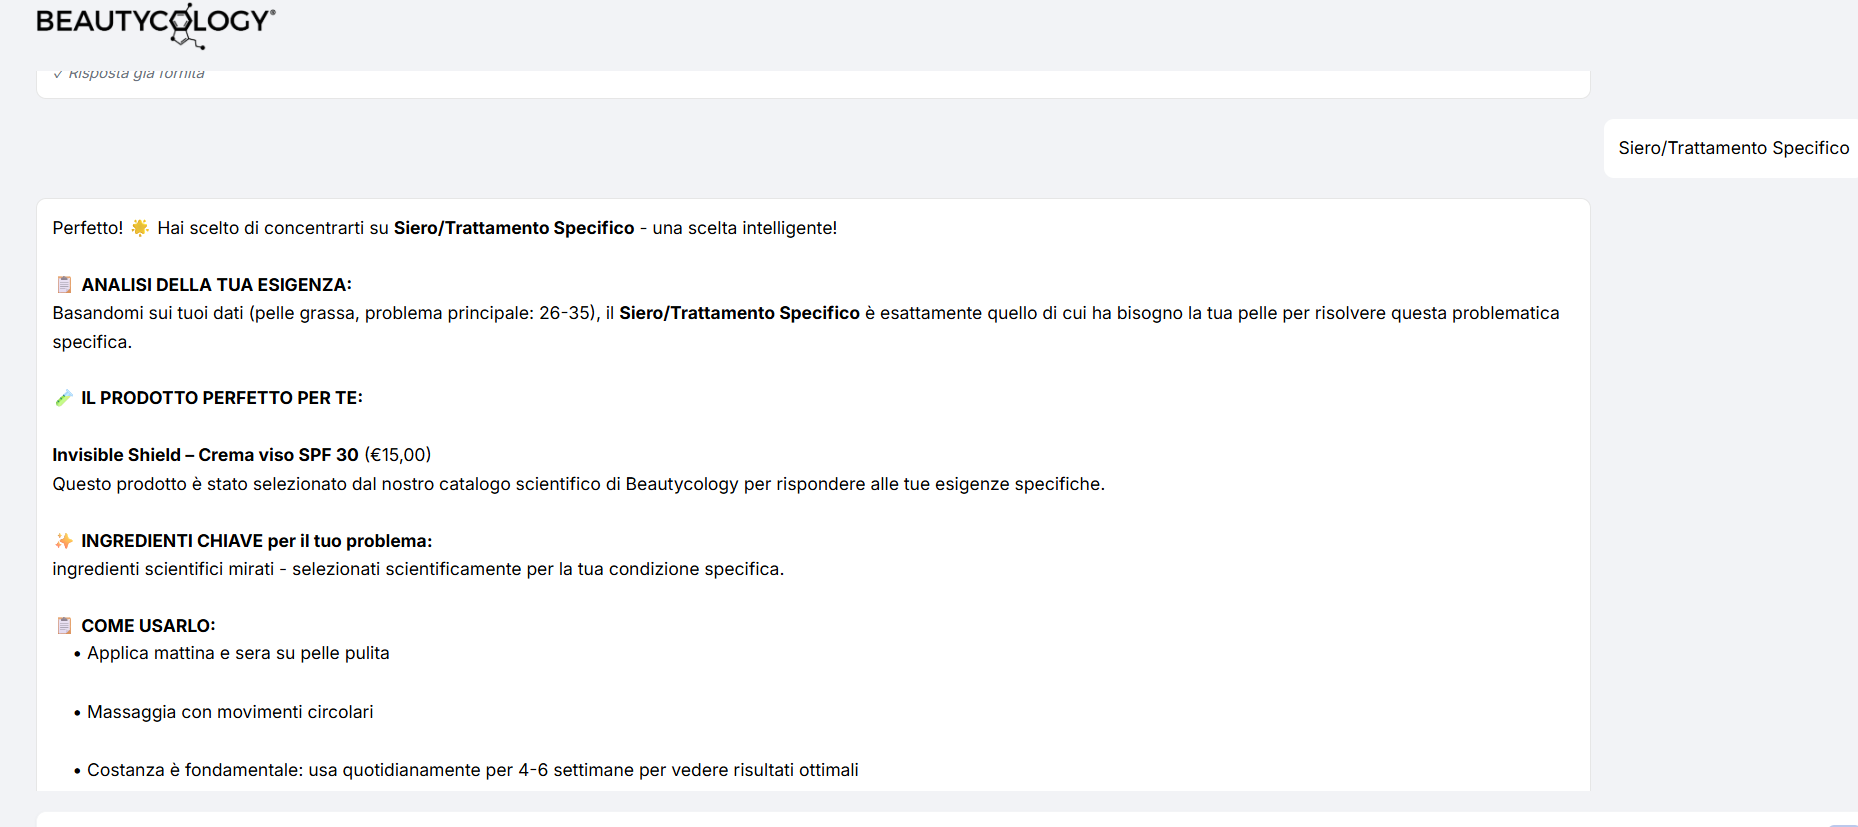 BEAUTYCOLOGY®
✓ Risposta già fornita
Siero/Trattamento Specifico
Perfetto! 🌟 Hai scelto di concentrarti su Siero/Trattamento Specifico - una scelta intelligente!
📋 ANALISI DELLA TUA ESIGENZA:
Basandomi sui tuoi dati (pelle grassa, problema principale: 26-35), il Siero/Trattamento Specifico è esattamente quello di cui ha bisogno la tua pelle per risolvere questa problematica
specifica.
🧪 IL PRODOTTO PERFETTO PER TE:
Invisible Shield – Crema viso SPF 30 (€15,00)
Questo prodotto è stato selezionato dal nostro catalogo scientifico di Beautycology per rispondere alle tue esigenze specifiche.
✨ INGREDIENTI CHIAVE per il tuo problema:
ingredienti scientifici mirati - selezionati scientificamente per la tua condizione specifica.
📋 COME USARLO:
• Applica mattina e sera su pelle pulita
• Massaggia con movimenti circolari
• Costanza è fondamentale: usa quotidianamente per 4-6 settimane per vedere risultati ottimali